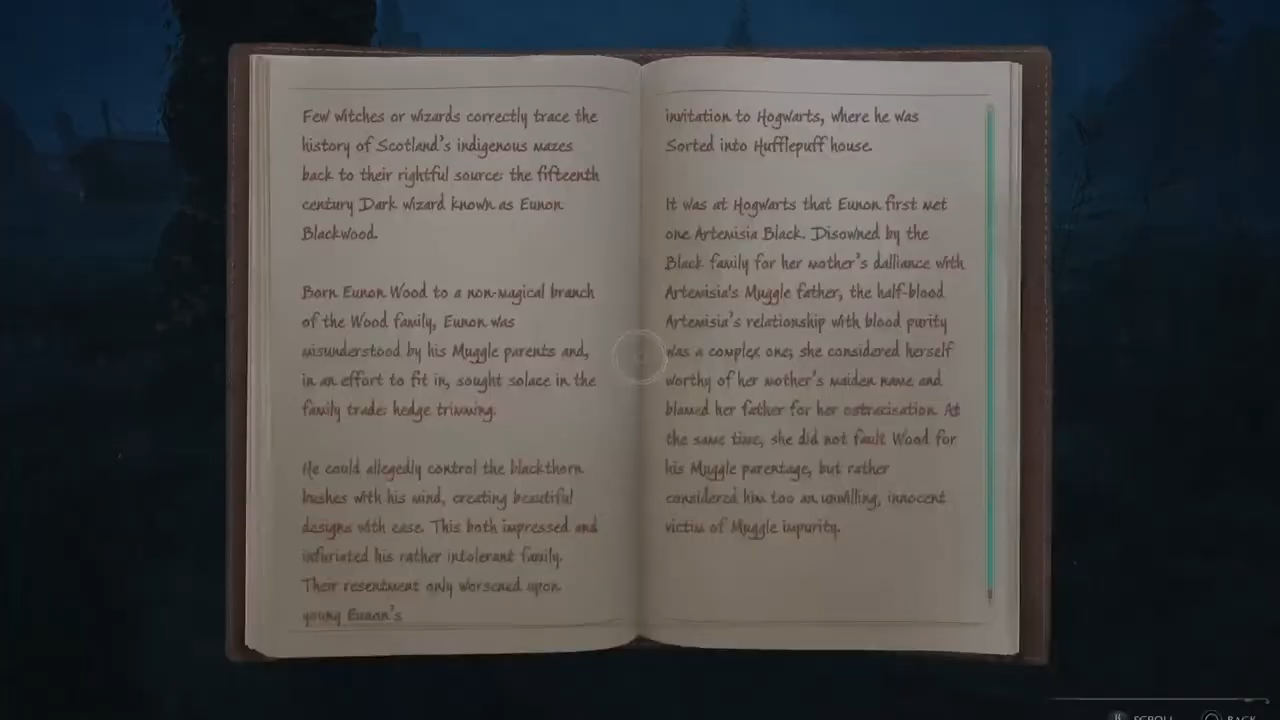 Few witches or wizards correctly trace the
history of Scotland's indigenous mazes
back to their rightful source: the fifteenth
century Dark wizard known as Eunon
Blackwood.
Born Eunon Wood to a non-magical branch
of the Wood family, Eunon was
misunderstood by his Muggle parents and,
in an effort to fit in, sought solace in the
family trade: hedge trimming.
He could allegedly control the blackthorn
bushes with his mind, creating beautiful
designs with ease. This both impressed and
infuriated his rather intolerant family.
Their resentment only worsened upon
young Eunon's
invitation to Hogwarts, where he was
Sorted into Hufflepuff house.
It was at Hogwarts that Eunon first met
one Artemisia Black. Disowned by the
Black family for her mother's dalliance with
Artemisia's Muggle father, the half-blood
Artemisia's relationship with blood purity
was a complex one; she considered herself
worthy of her mother's maiden name and
blamed her father for her ostracisation. At
the same time, she did not fault Wood for
his Muggle parentage, but rather
considered him too an unwilling, innocent
victim of Muggle impurity.
SCROLL
BACK